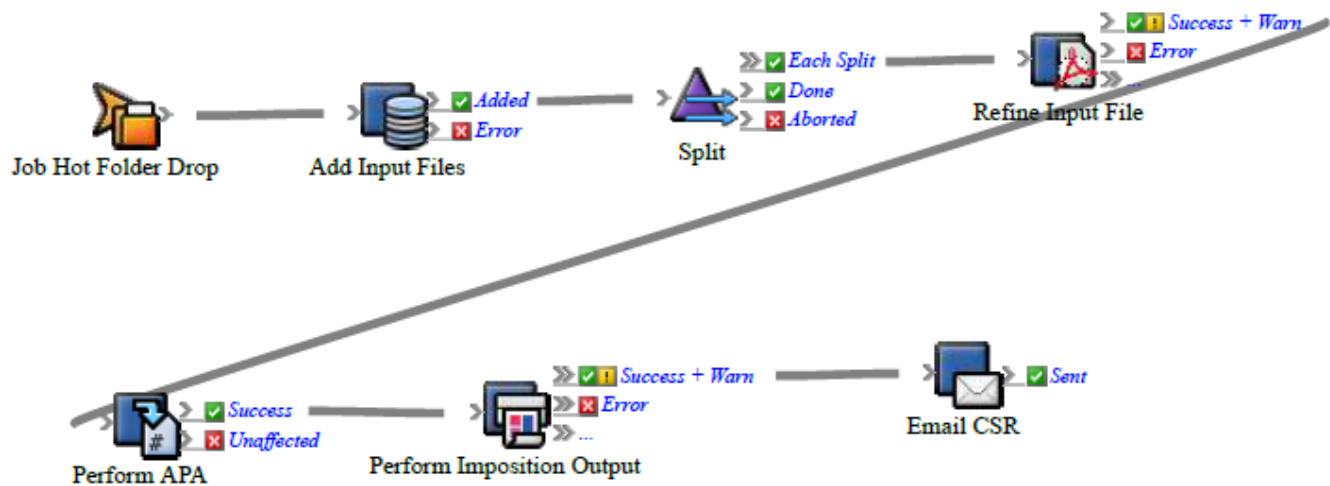 Success + Warn
Each Split
Error
Added
Done
...
Error
Aborted
Refine Input File
Job Hot Folder Drop
Add Input Files
Split
Success + Warn
Sent
Success
Error
Email CSR
Unaffected
...
Perform APA
Perform Imposition Output
#